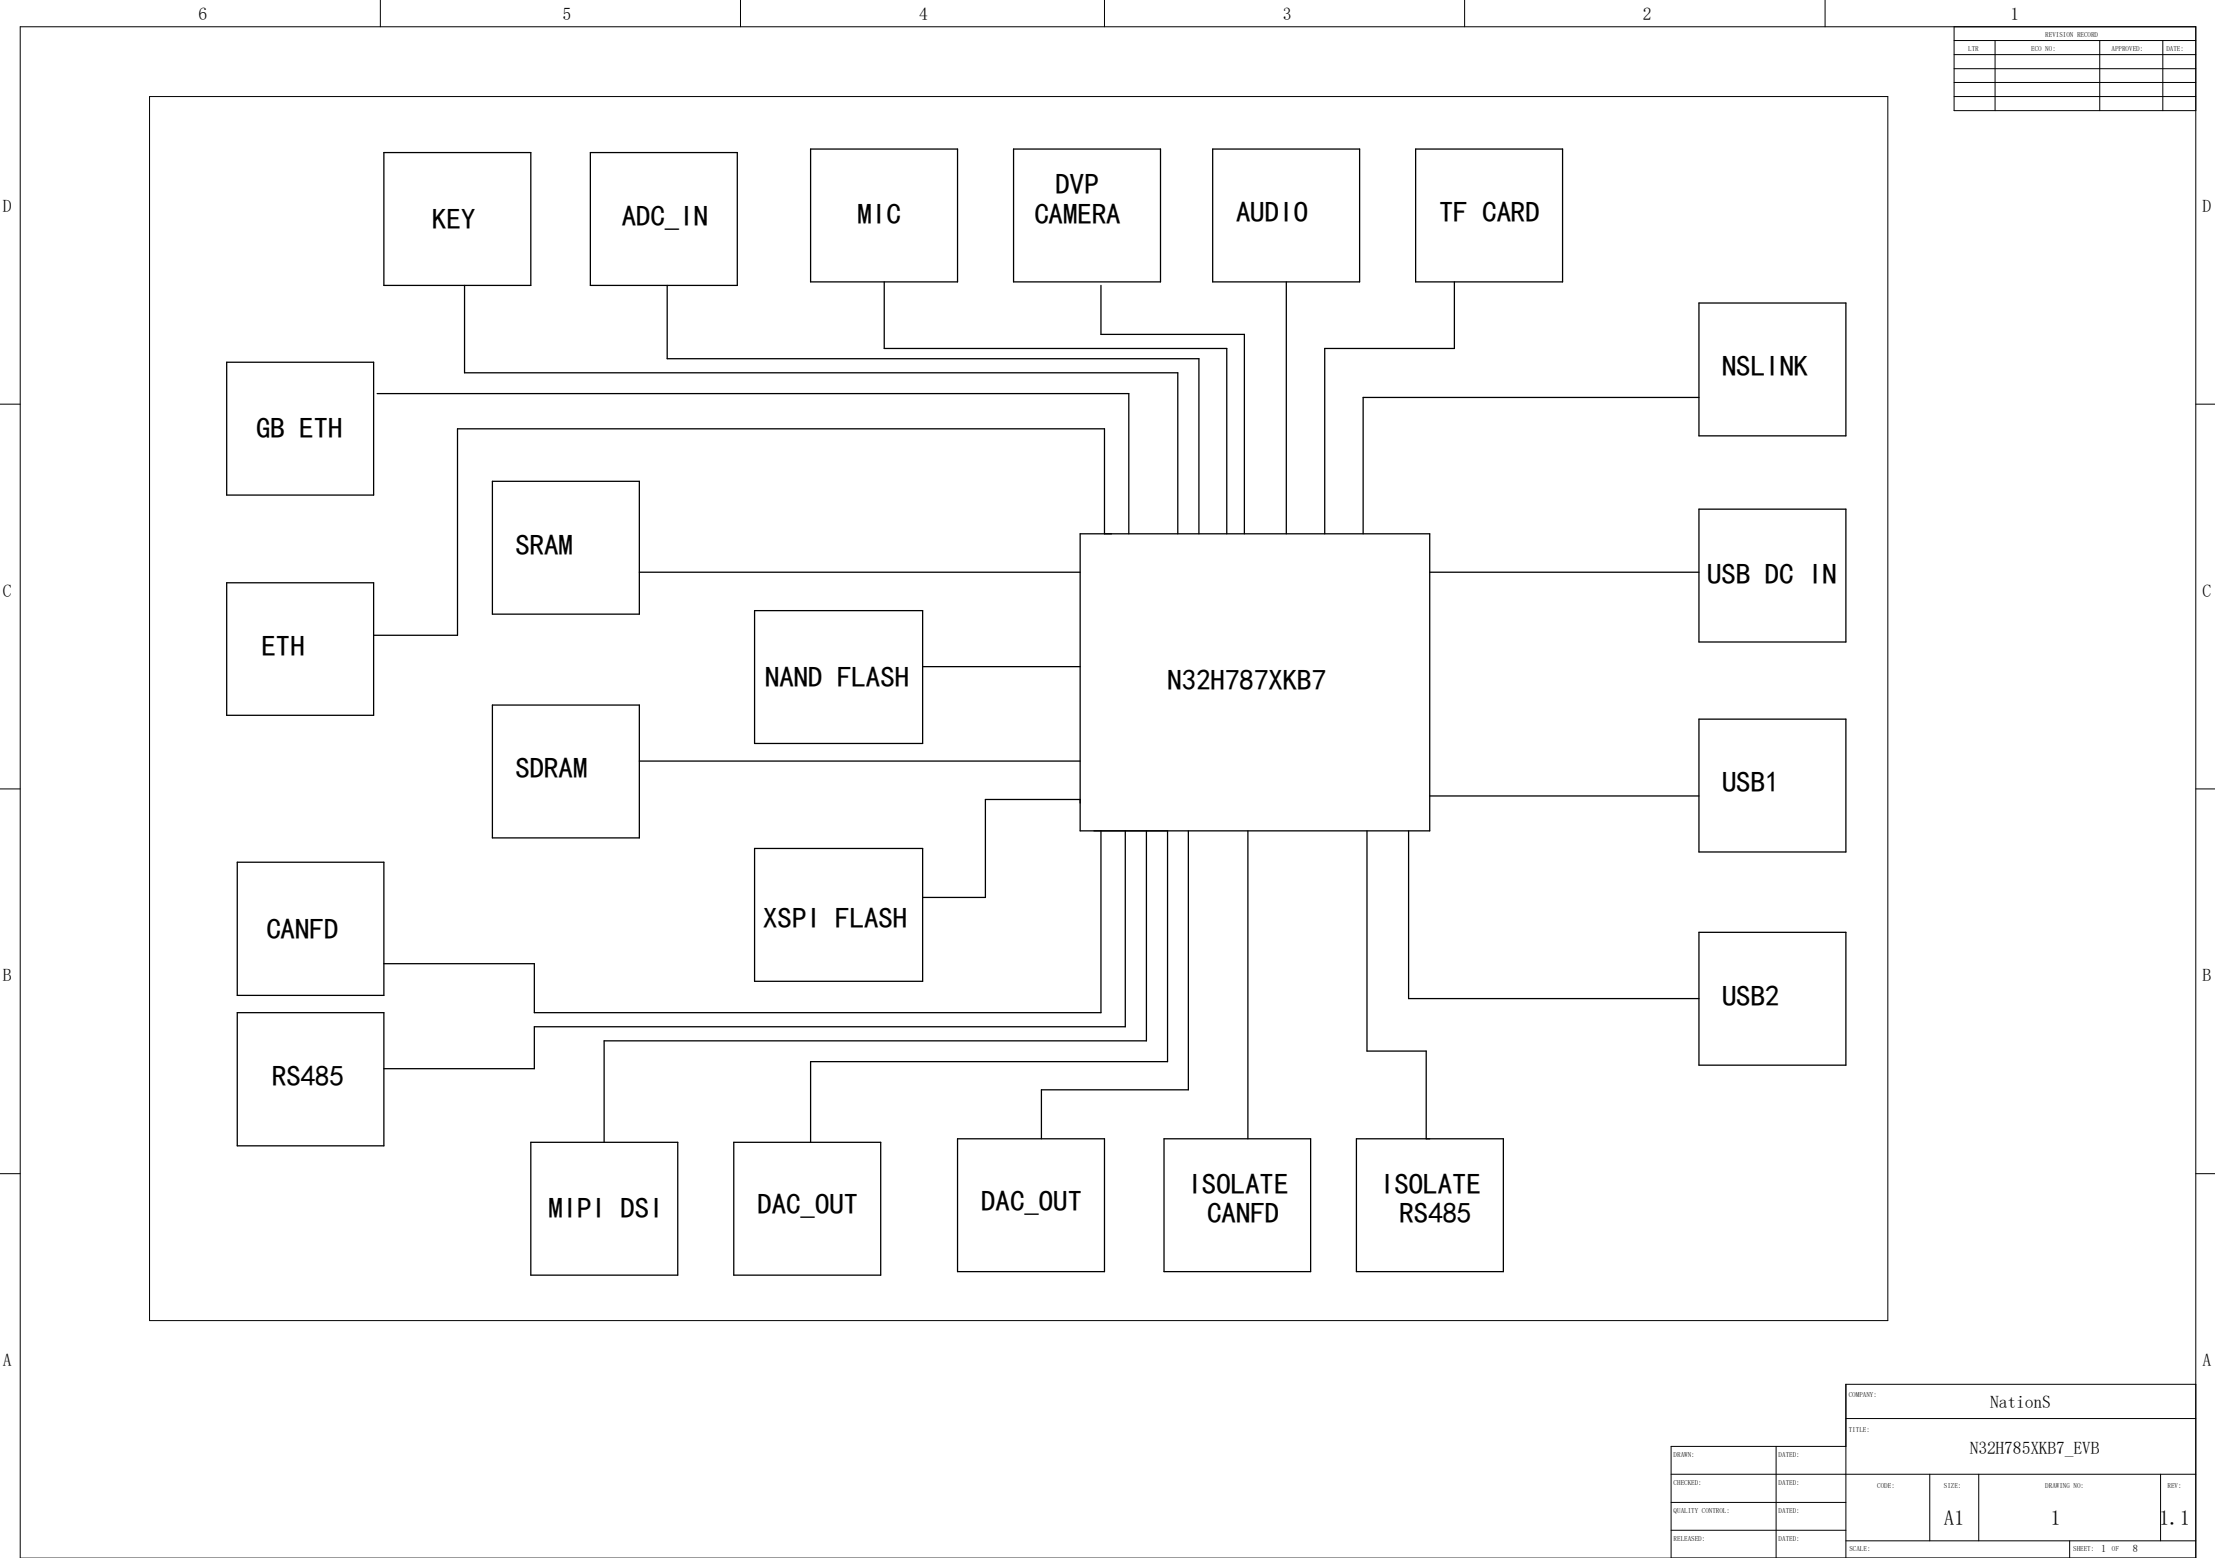 6 5 4 3 2 1
REVISION RECORD
LTR ECO NO: APPROVED: DATE:
D D
KEY
ADC_IN
MIC
DVP
CAMERA
AUDIO
TF CARD
NSLINK
GB ETH
SRAM
USB DC IN
C C
ETH
NAND FLASH
N32H787XKB7
SDRAM
USB1
XSPI FLASH
CANFD
B B
USB2
RS485
MIPI DSI
DAC_OUT
DAC_OUT
ISOLATE
CANFD
ISOLATE
RS485
A A
COMPANY:
NationS
TITLE:
N32H785XKB7_EVB
DRAWN: DATED:
CHECKED: DATED:
QUALITY CONTROL: DATED:
RELEASED: DATED:
CODE: SIZE: DRAWING NO: REV:
A1 1 1.1
SCALE: SHEET: 1 OF 8